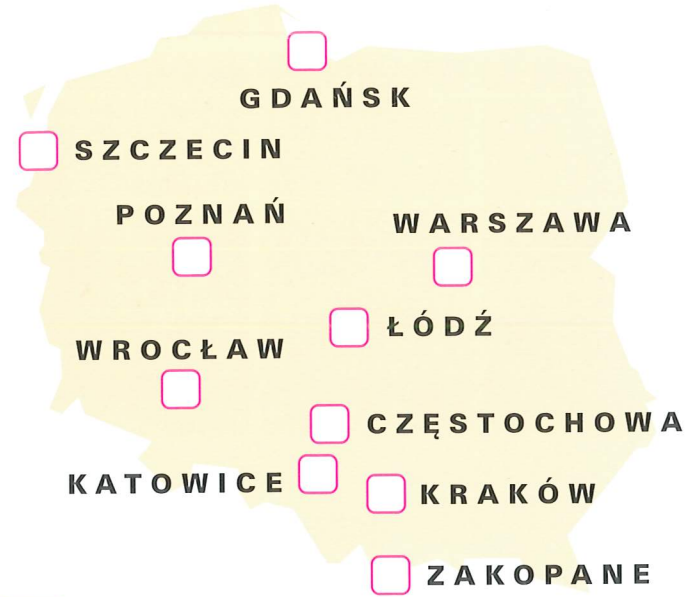 GDAŃSK
SZCZECIN
POZNAŃ
WARSZAWA
ŁÓDŹ
WROCŁAW
CZĘSTOCHOWA
KATOWICE
KRAKÓW
ZAKOPANE